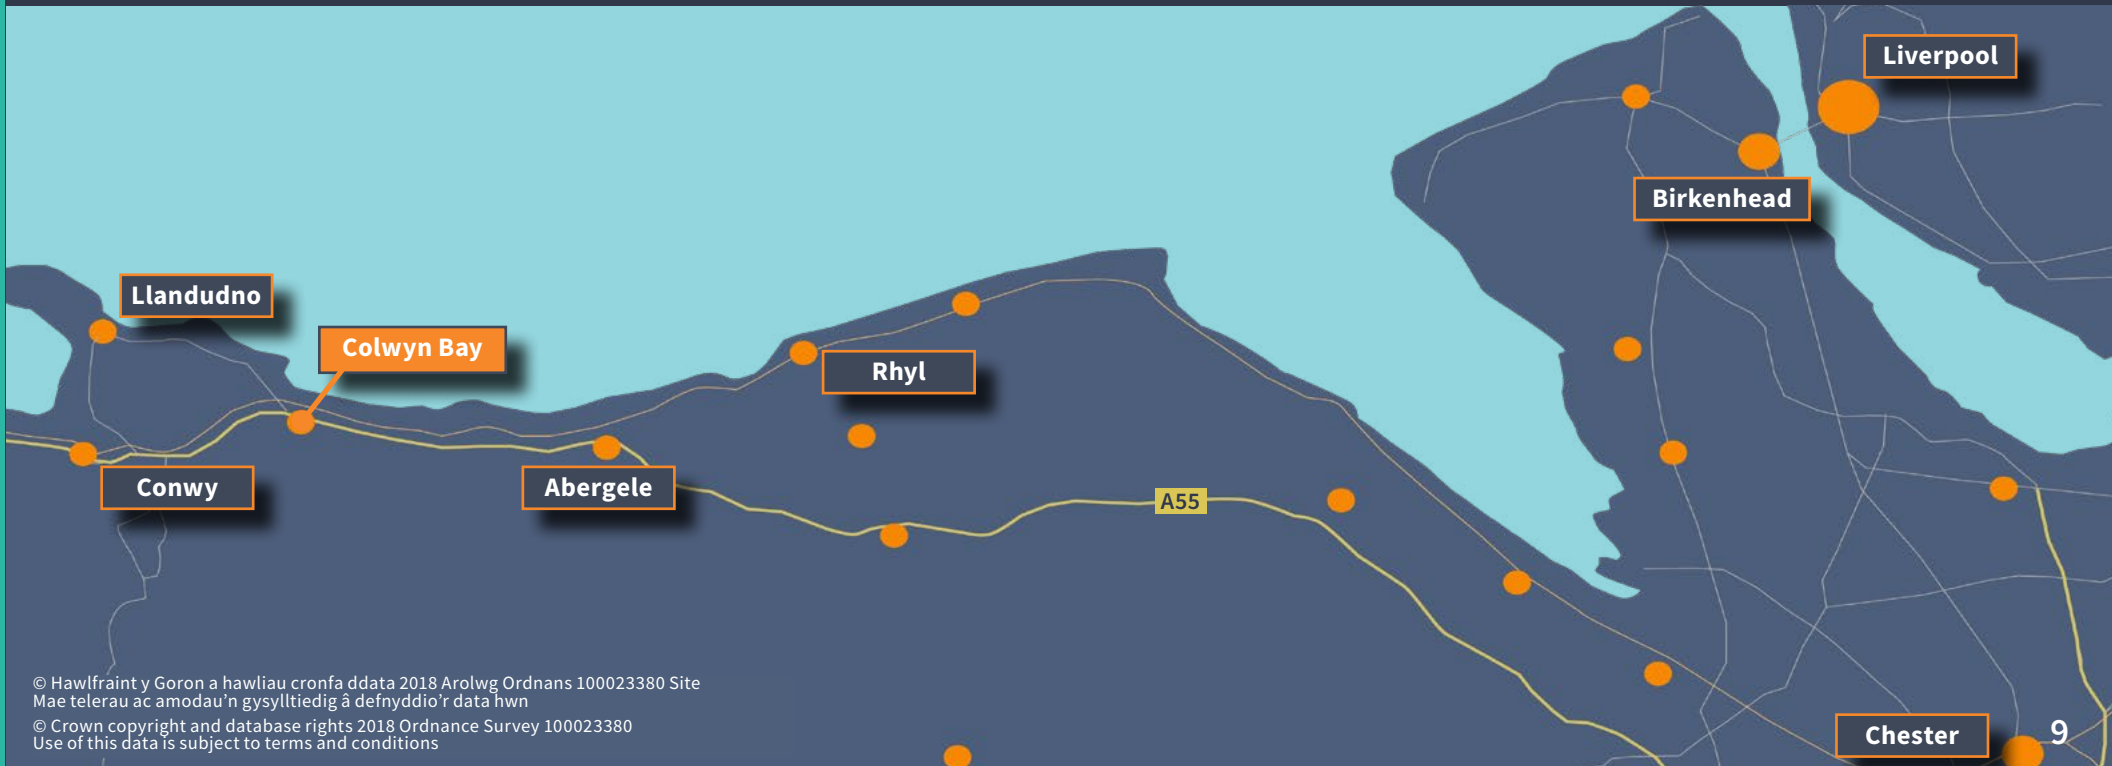 Liverpool
Birkenhead
Llandudno
Colwyn Bay
Rhyl
Conwy
Abergele
A55
© Hawlfraint y Goron a hawliau cronfa ddata 2018 Arolwg Ordnans 100023380 Site
Mae telerau ac amodau’n gysylltiedig â defnyddio’r data hwn
© Crown copyright and database rights 2018 Ordnance Survey 100023380
Use of this data is subject to terms and conditions
Chester
9